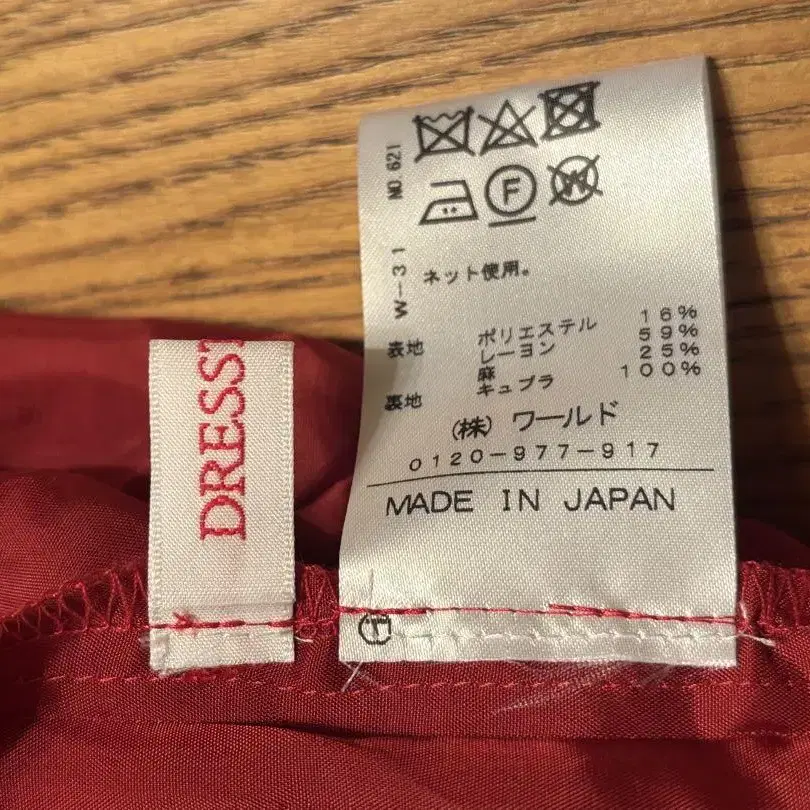 DRESST
NO 621
F
W
W-31
ネット使用。
表地 ポリエステル 16%
レーヨン 59%
麻 25%
裏地 キュプラ 100%
(株) ワールド
0120-977-917
MADE IN JAPAN